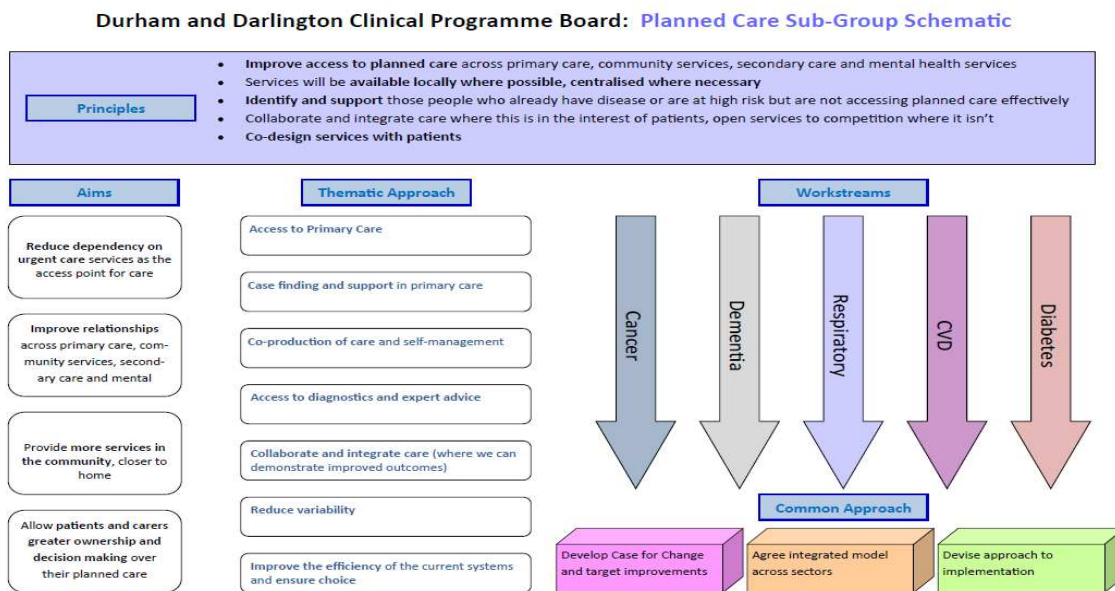 Durham and Darlington Clinical Programme Board: Planned Care Sub-Group Schematic
Principles
• Improve access to planned care across primary care, community services, secondary care and mental health services
• Services will be available locally where possible, centralised where necessary
• Identify and support those people who already have disease or are at high risk but are not accessing planned care effectively
• Collaborate and integrate care where this is in the interest of patients, open services to competition where it isn't
• Co-design services with patients
Aims
Reduce dependency on
urgent care services as the
access point for care
Improve relationships
across primary care, com-
munity services, second-
ary care and mental
Provide more services in
the community, closer to
home
Allow patients and carers
greater ownership and
decision making over
their planned care
Thematic Approach
Access to Primary Care
Case finding and support in primary care
Co-production of care and self-management
Access to diagnostics and expert advice
Collaborate and integrate care (where we can
demonstrate improved outcomes)
Reduce variability
Improve the efficiency of the current systems
and ensure choice
Workstreams
Cancer
Dementia
Respiratory
CVD
Diabetes
Common Approach
Develop Case for Change
and target improvements
Agree integrated model
across sectors
Devise approach to
implementation